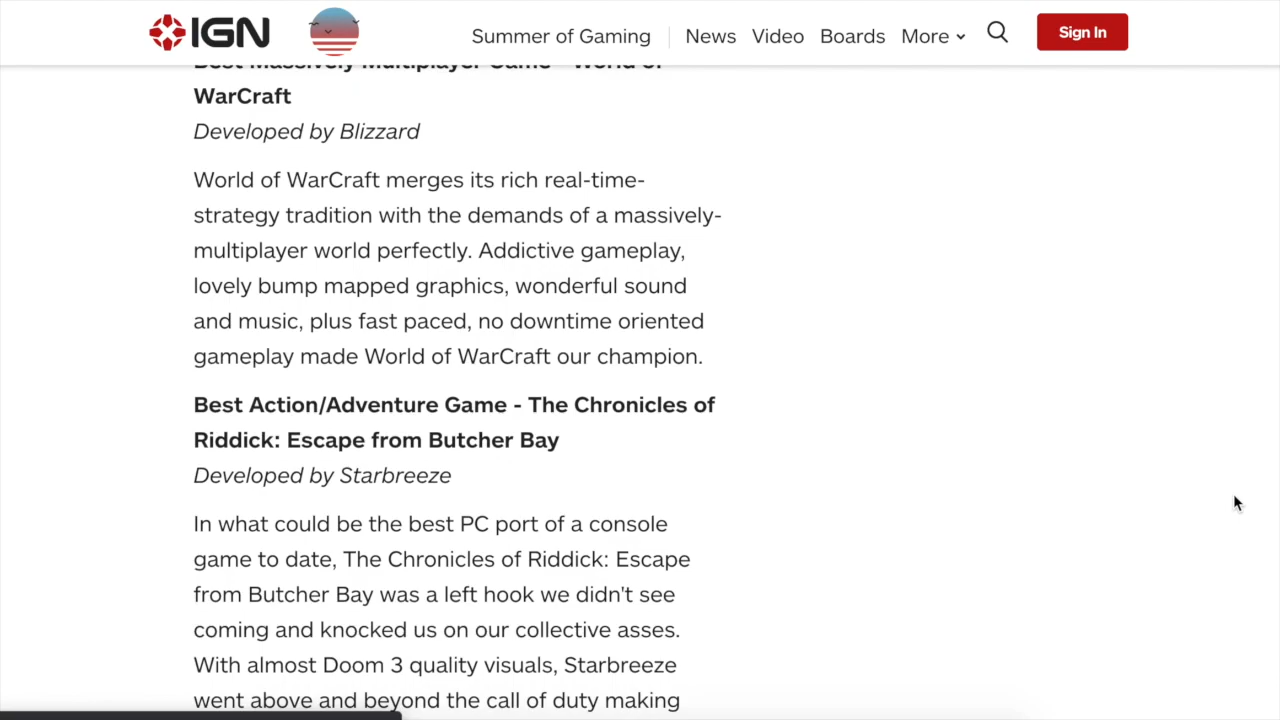 IGN
Summer of Gaming
News
Video
Boards
More
Sign In
Best Massively Multiplayer Game - World of
WarCraft
Developed by Blizzard
World of WarCraft merges its rich real-time-
strategy tradition with the demands of a massively-
multiplayer world perfectly. Addictive gameplay,
lovely bump mapped graphics, wonderful sound
and music, plus fast paced, no downtime oriented
gameplay made World of WarCraft our champion.
Best Action/Adventure Game - The Chronicles of
Riddick: Escape from Butcher Bay
Developed by Starbreeze
In what could be the best PC port of a console
game to date, The Chronicles of Riddick: Escape
from Butcher Bay was a left hook we didn't see
coming and knocked us on our collective asses.
With almost Doom 3 quality visuals, Starbreeze
went above and beyond the call of duty making